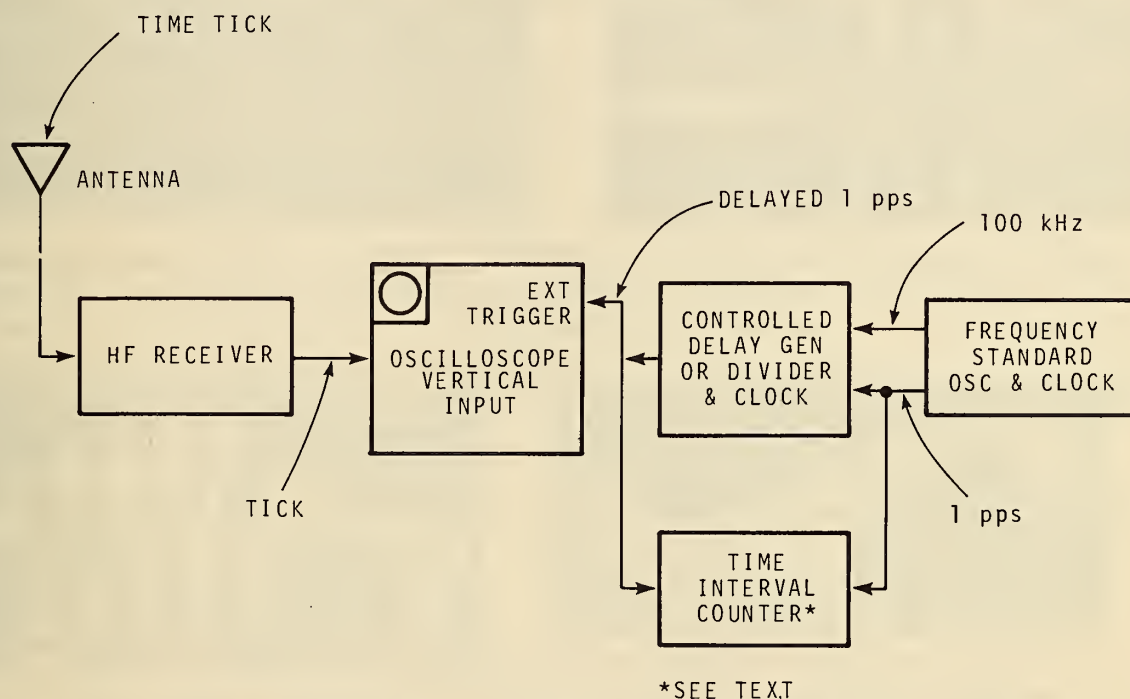 TIME TICK
ANTENNA
DELAYED 1 pps
100 kHz
HF RECEIVER
EXT
TRIGGER
OSCILLOSCOPE
VERTICAL
INPUT
CONTROLLED
DELAY GEN
OR DIVIDER
& CLOCK
FREQUENCY
STANDARD
OSC & CLOCK
TICK
1 pps
TIME
INTERVAL
COUNTER*
*SEE TEXT